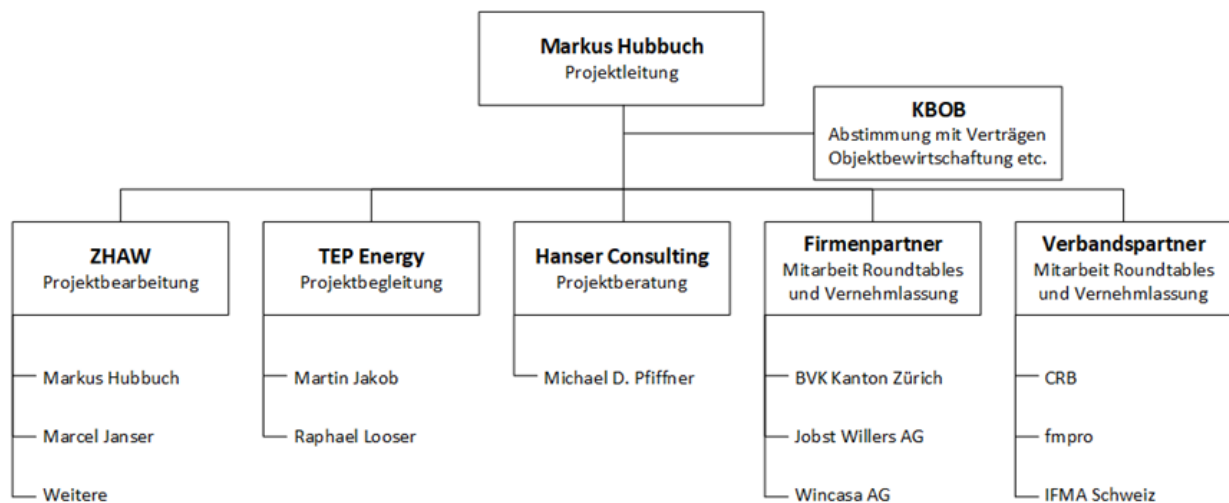 Markus Hubbuch
Projektleitung
KBOB
Abstimmung mit Verträgen
Objektbewirtschaftung etc.
ZHAW
Projektbearbeitung
TEP Energy
Projektbegleitung
Hanser Consulting
Projektberatung
Firmenpartner
Mitarbeit Roundtables
und Vernehmlassung
Verbandspartner
Mitarbeit Roundtables
und Vernehmlassung
Markus Hubbuch
Marcel Janser
Weitere
Martin Jakob
Raphael Looser
Michael D. Pfiffner
BVK Kanton Zürich
Jobst Willers AG
Wincasa AG
CRB
fmpro
IFMA Schweiz